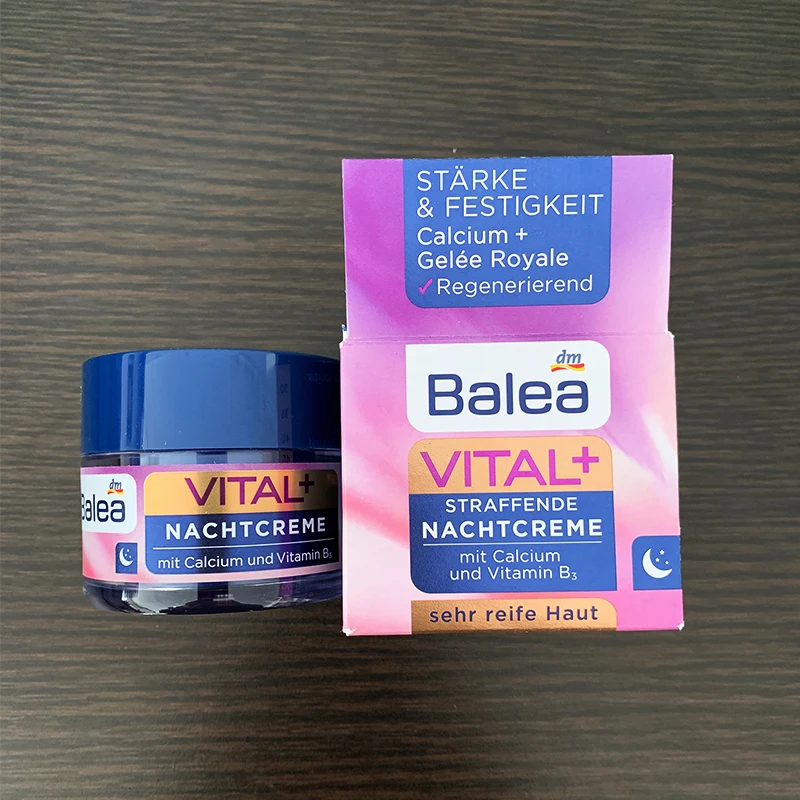 STÄRKE
& FESTIGKEIT
Calcium +
Gelée Royale
✓Regenerierend
dm
Balea
VITAL+
STRAFFENDE
NACHTCREME
mit Calcium
und Vitamin B₃
sehr reife Haut
dm
Balea
VITAL+
NACHTCREME
mit Calcium und Vitamin B₃